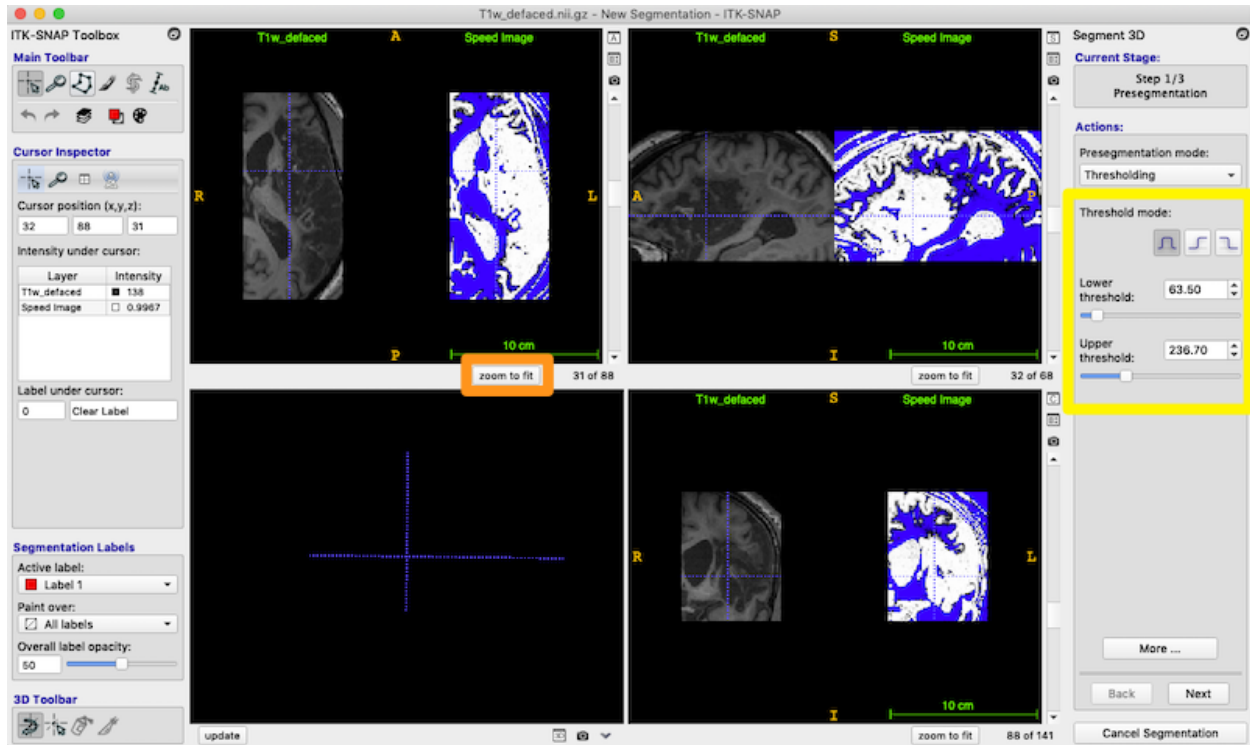 T1w_defaced.nii.gz - New Segmentation - ITK-SNAP
ITK-SNAP Toolbox
Main Toolbar
Cursor Inspector
Cursor position (x,y,z):
32 88 31
Intensity under cursor:
Layer Intensity
T1w_defaced 138
Speed Image 0.9967
Label under cursor:
0 Clear Label
Segmentation Labels
Active label:
Label 1
Paint over:
All labels
Overall label opacity:
50
3D Toolbar
T1w_defaced A Speed Image
R L
10 cm
P
zoom to fit 31 of 88
A
T1w_defaced S Speed Image
A P
10 cm
I
zoom to fit 32 of 68
S
update
3D
T1w_defaced S Speed Image
R L
10 cm
I
zoom to fit 88 of 141
C
Segment 3D
Current Stage:
Step 1/3
Presegmentation
Actions:
Presegmentation mode:
Thresholding
Threshold mode:
Lower
threshold:
63.50
Upper
threshold:
236.70
More ...
Back Next
Cancel Segmentation